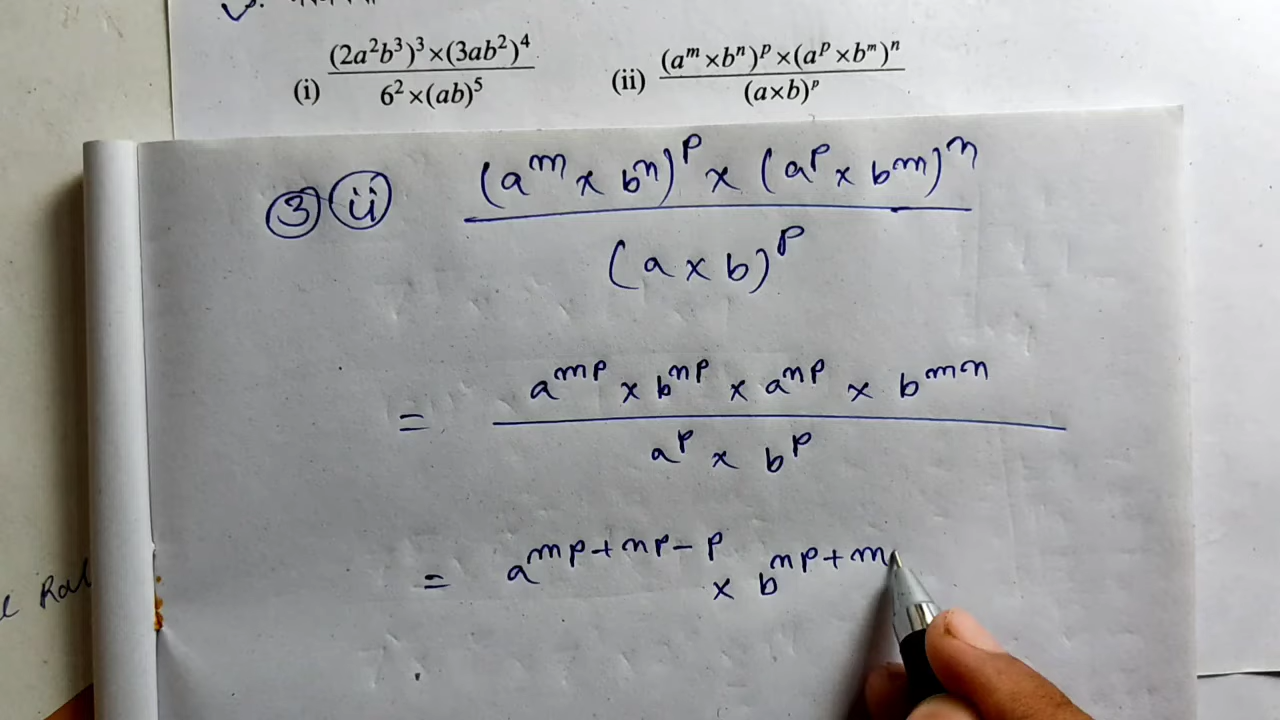 (i) (2a²b³)³×(3ab²)⁴ / 6²×(ab)⁵ (ii) (aᵐ×bⁿ)ᵖ×(aᵖ×bᵐ)ⁿ / (a×b)ᵖ
③ ⅱ (aᵐ × bⁿ)ᵖ × (aᵖ × bᵐ)ⁿ / (a × b)ᵖ
= aᵐᵖ × bⁿᵖ × aⁿᵖ × bᵐⁿ / aᵖ × bᵖ
= aᵐᵖ⁺ⁿᵖ⁻ᵖ × bⁿᵖ⁺ᵐ